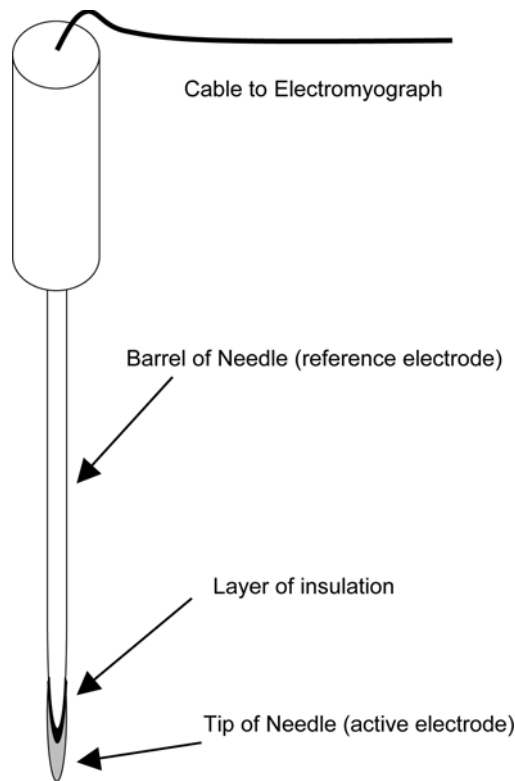 Cable to Electromyograph
Barrel of Needle (reference electrode)
Layer of insulation
Tip of Needle (active electrode)